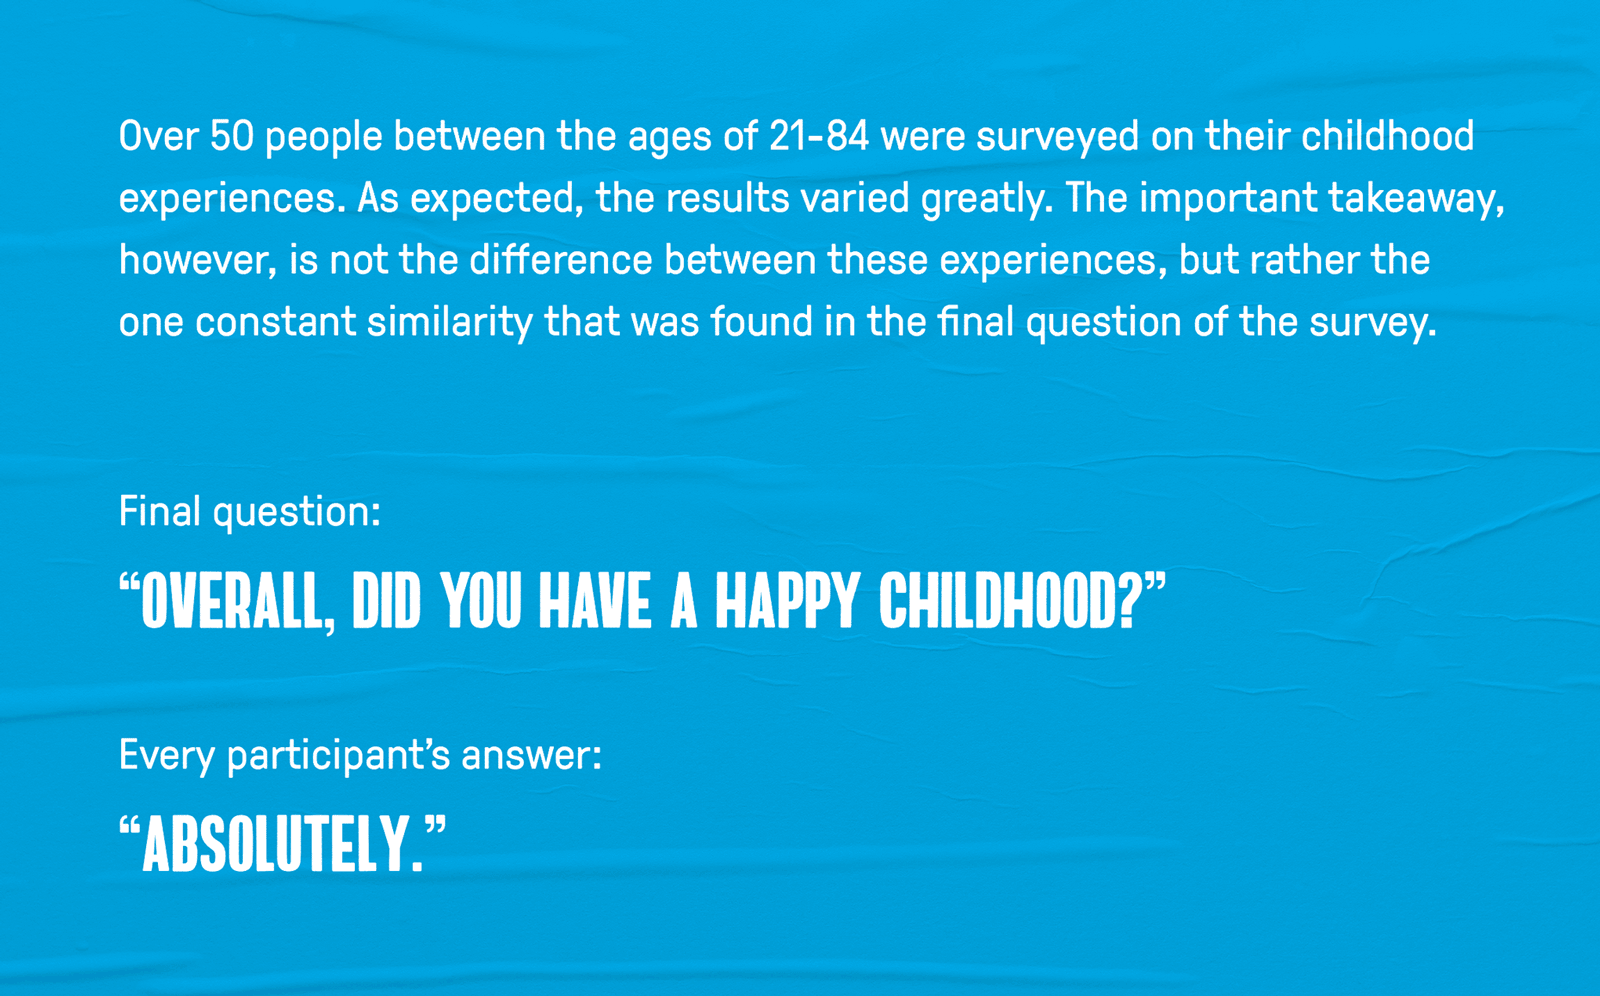 Over 50 people between the ages of 21-84 were surveyed on their childhood
experiences. As expected, the results varied greatly. The important takeaway,
however, is not the difference between these experiences, but rather the
one constant similarity that was found in the final question of the survey.
Final question:
“OVERALL, DID YOU HAVE A HAPPY CHILDHOOD?”
Every participant’s answer:
“ABSOLUTELY.”